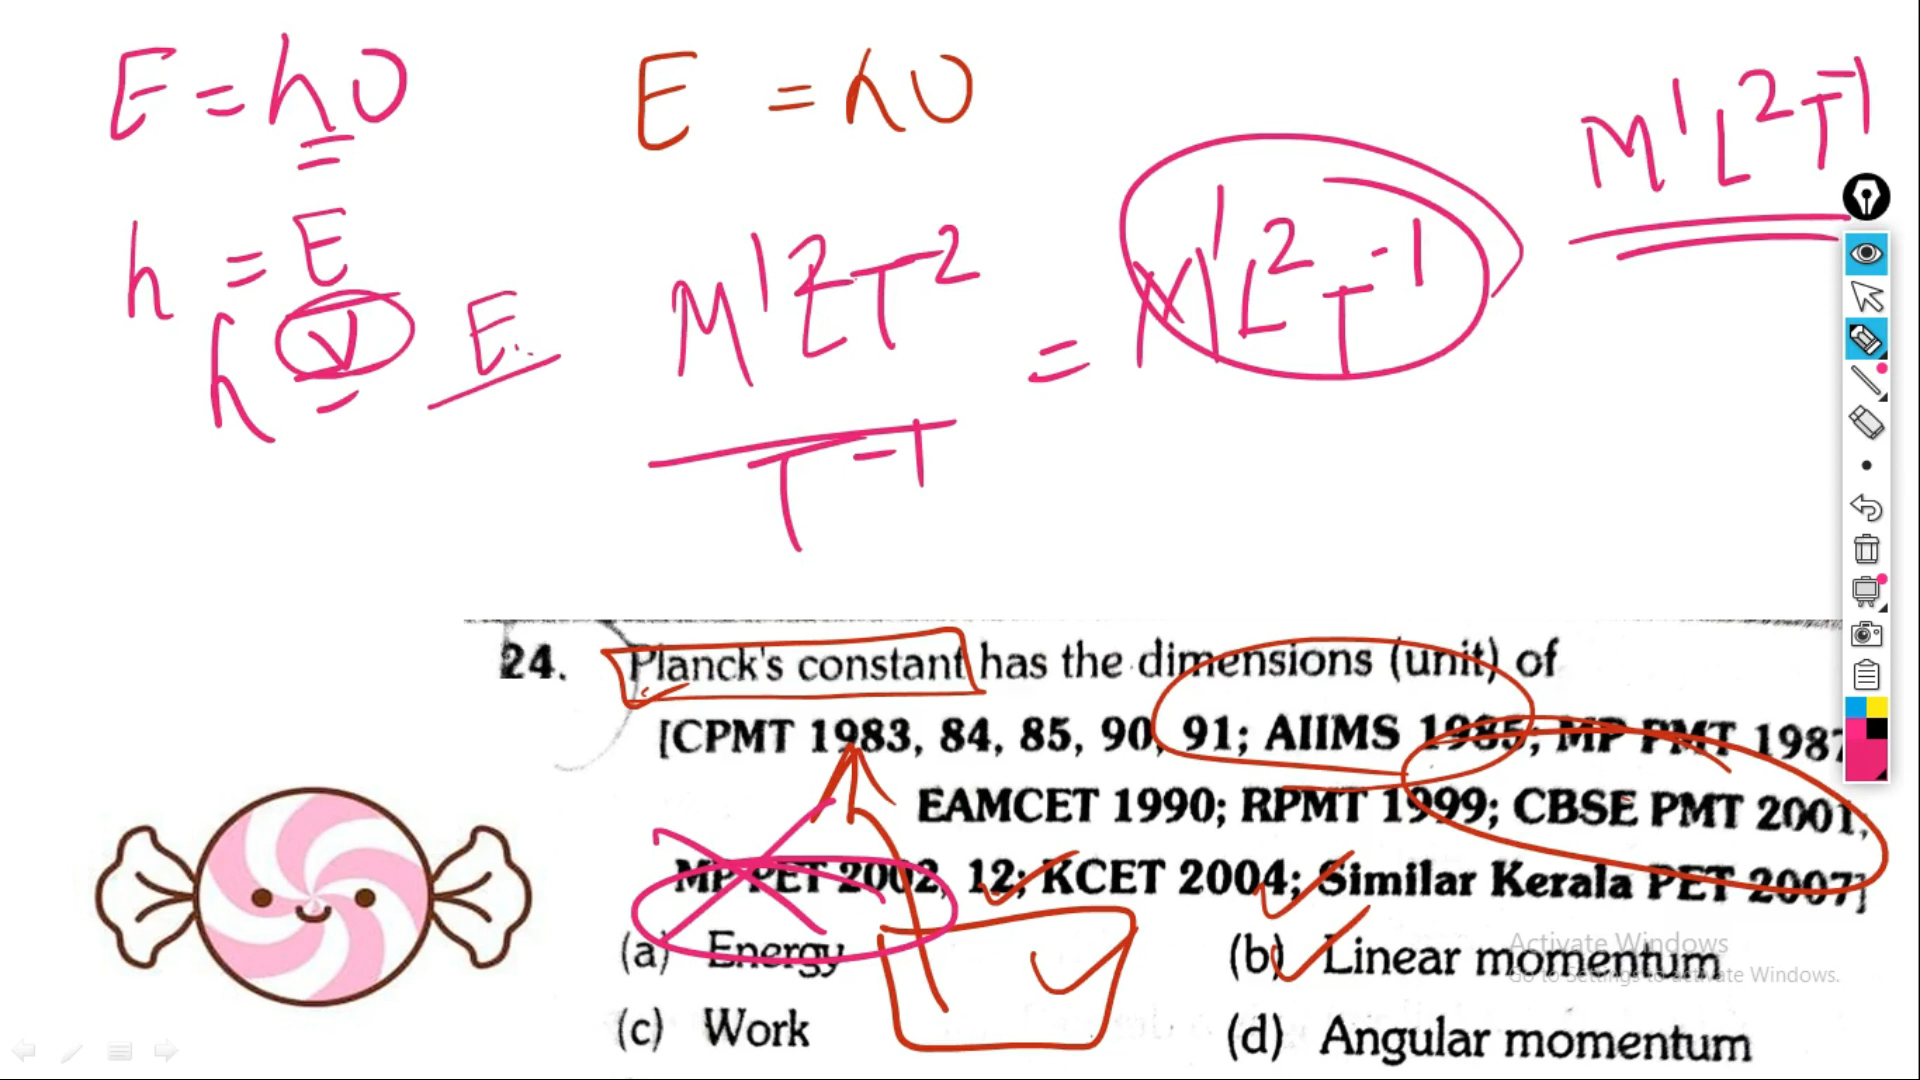 E = hυ
E = hυ
M¹L²T⁻¹
h = E
ν
h
E
M¹L²T⁻²
T⁻¹
= M¹L²T⁻¹
24. Planck's constant has the dimensions (unit) of
[CPMT 1983, 84, 85, 90, 91; AIIMS 1985; MP PMT 1987
EAMCET 1990; RPMT 1999; CBSE PMT 2001,
MP PET 2002, 12; KCET 2004; Similar Kerala PET 2007]
(a) Energy
(b) Linear momentum
(c) Work
(d) Angular momentum
Activate Windows
Go to Settings to activate Windows.